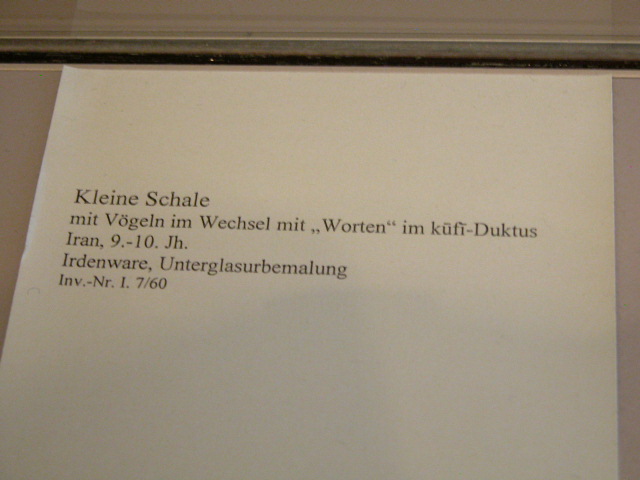 Kleine Schale
mit Vögeln im Wechsel mit „Worten“ im kūfī-Duktus
Iran, 9.-10. Jh.
Irdenware, Unterglasurbemalung
Inv.-Nr. I. 7/60